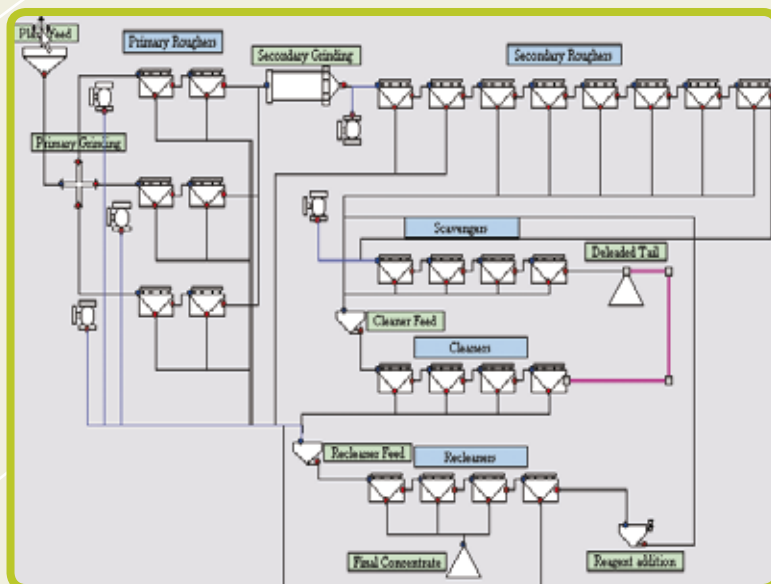 Plant Feed
Primary Roughers
Secondary Grinding
Secondary Roughers
Primary Grinding
Scavengers
Deleaded Tail
Cleaner Feed
Cleaners
Recleaner Feed
Recleaners
Final Concentrate
Reagent addition